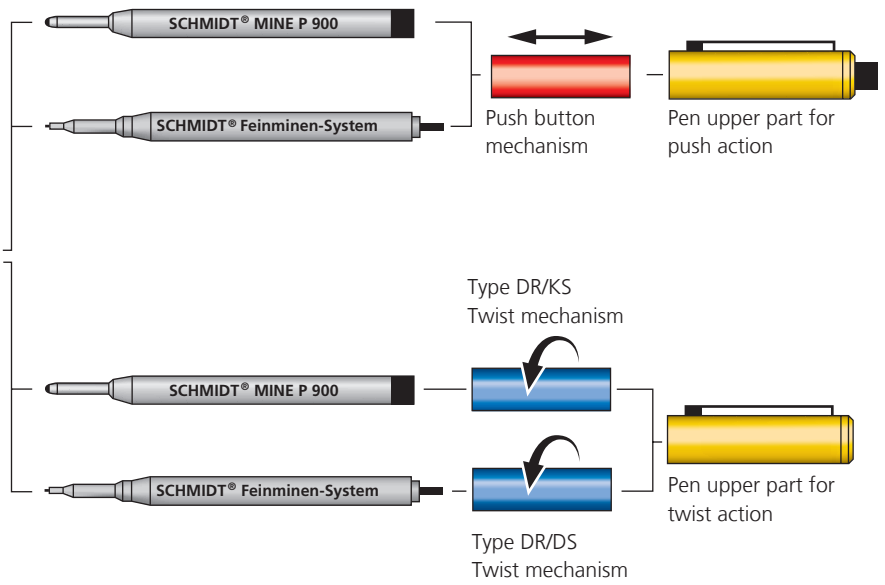 SCHMIDT® MINE P 900
SCHMIDT® Feinminen-System
Push button
mechanism
Pen upper part for
push action
Type DR/KS
Twist mechanism
SCHMIDT® MINE P 900
SCHMIDT® Feinminen-System
Pen upper part for
twist action
Type DR/DS
Twist mechanism